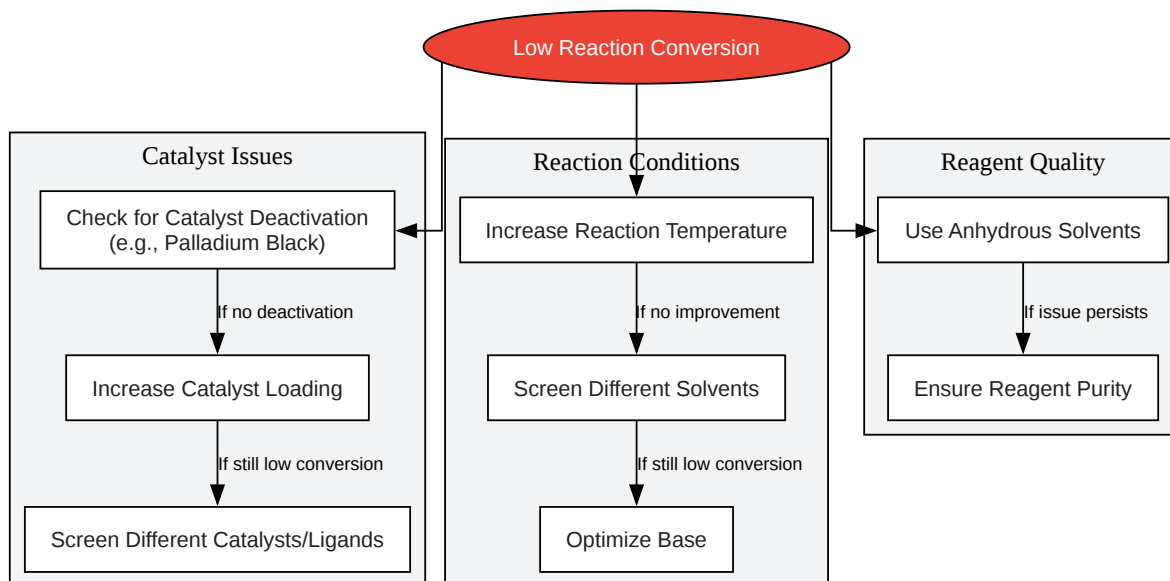 Low Reaction Conversion
Catalyst Issues
Check for Catalyst Deactivation
(e.g., Palladium Black)
If no deactivation
Increase Catalyst Loading
If still low conversion
Screen Different Catalysts/Ligands
Reaction Conditions
Increase Reaction Temperature
If no improvement
Screen Different Solvents
If still low conversion
Optimize Base
Reagent Quality
Use Anhydrous Solvents
If issue persists
Ensure Reagent Purity